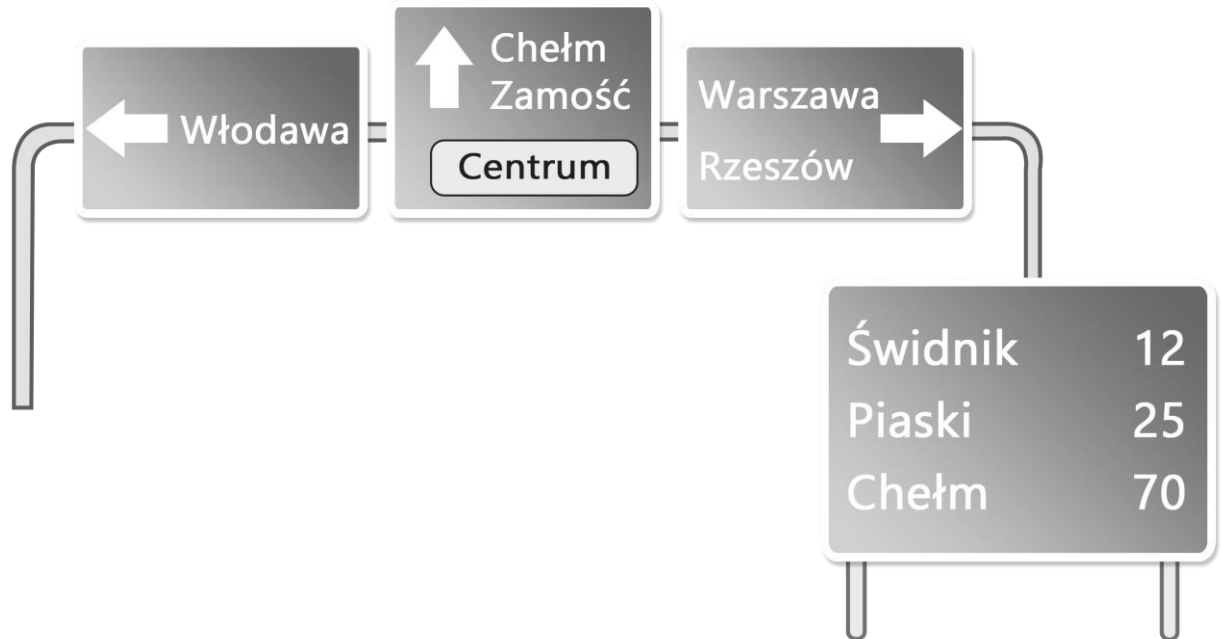 Włodawa
Chełm
Zamość
Centrum
Warszawa
Rzeszów
Świdnik 12
Piaski 25
Chełm 70